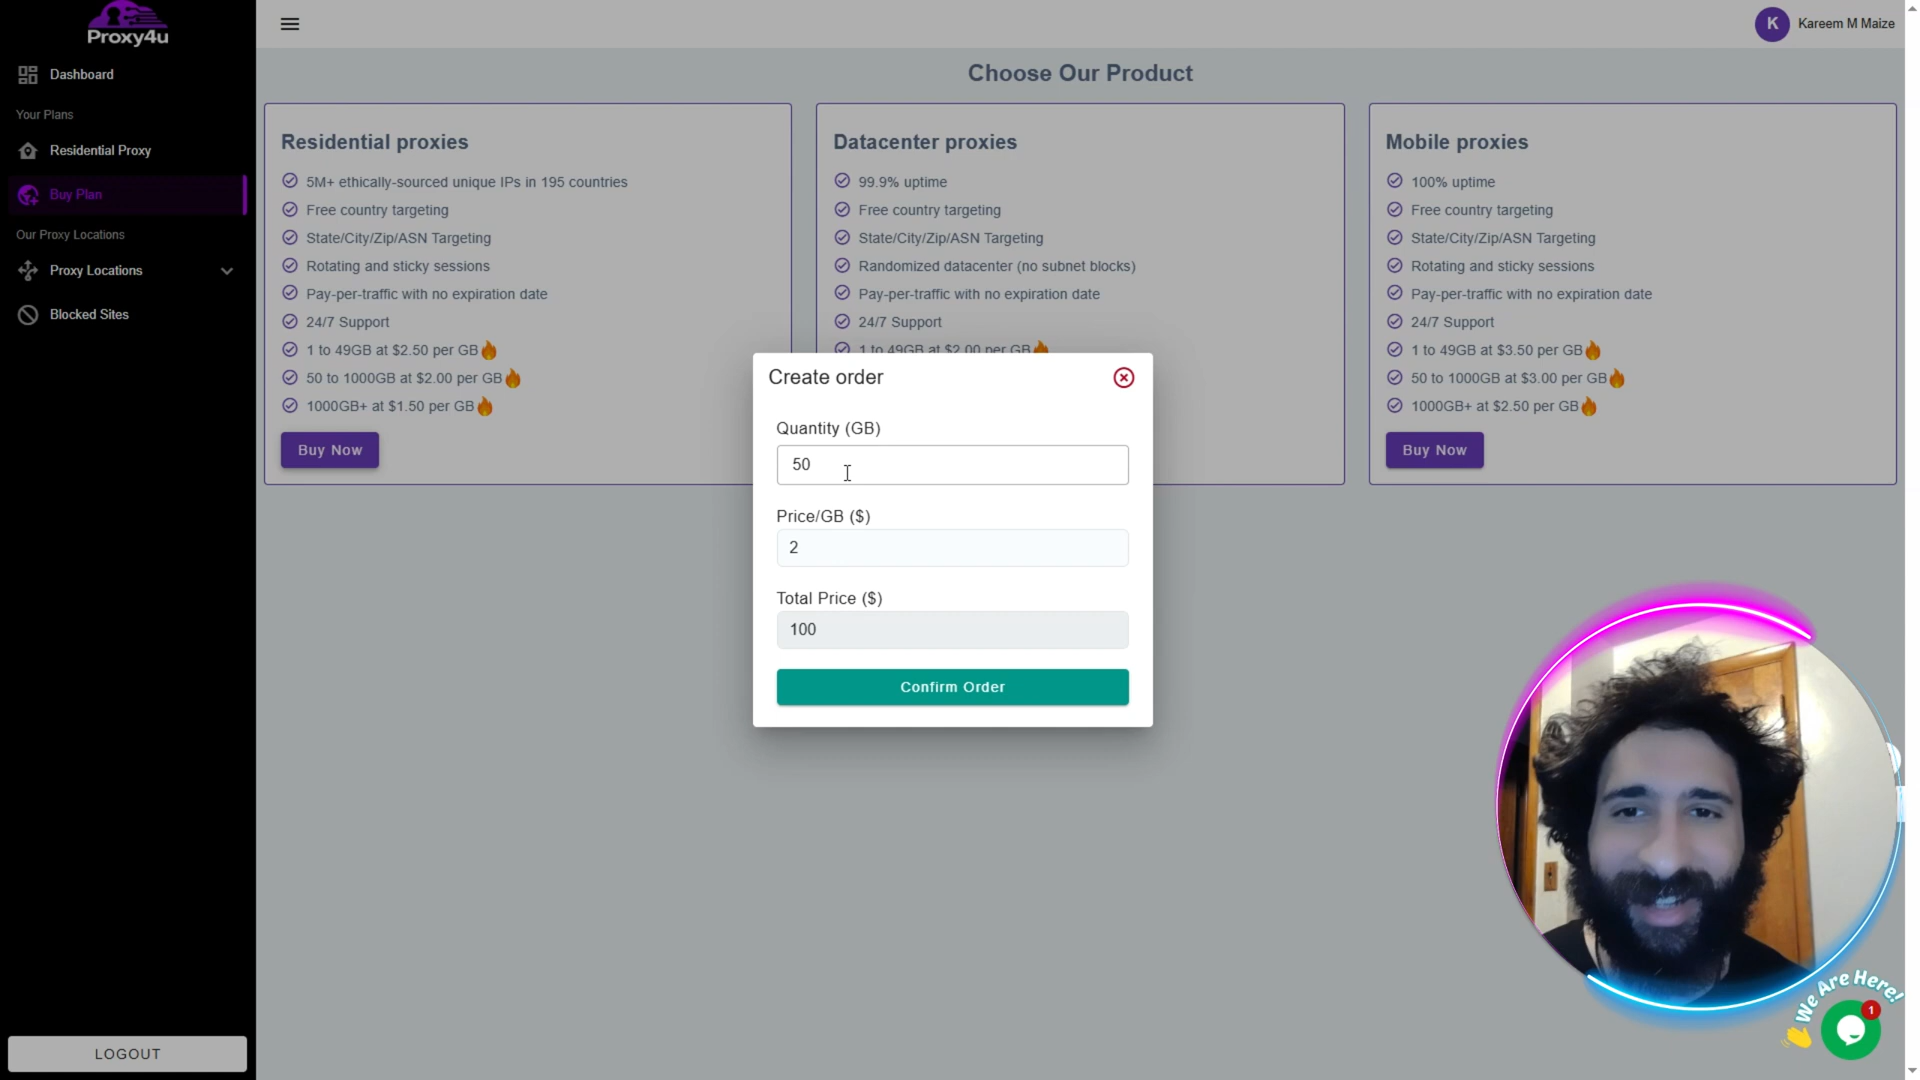 Proxy4u
Dashboard
Your Plans
Residential Proxy
Buy Plan
Our Proxy Locations
Proxy Locations
Blocked Sites
LOGOUT
K
Kareem M Maize
Choose Our Product
Residential proxies
5M+ ethically-sourced unique IPs in 195 countries
Free country targeting
State/City/Zip/ASN Targeting
Rotating and sticky sessions
Pay-per-traffic with no expiration date
24/7 Support
1 to 49GB at $2.50 per GB🔥
50 to 1000GB at $2.00 per GB🔥
1000GB+ at $1.50 per GB🔥
Buy Now
Datacenter proxies
99.9% uptime
Free country targeting
State/City/Zip/ASN Targeting
Randomized datacenter (no subnet blocks)
Pay-per-traffic with no expiration date
24/7 Support
1 to 49GB at $2.00 per GB🔥
Mobile proxies
100% uptime
Free country targeting
State/City/Zip/ASN Targeting
Rotating and sticky sessions
Pay-per-traffic with no expiration date
24/7 Support
1 to 49GB at $3.50 per GB🔥
50 to 1000GB at $3.00 per GB🔥
1000GB+ at $2.50 per GB🔥
Buy Now
Create order
Quantity (GB)
50
Price/GB ($)
2
Total Price ($)
100
Confirm Order
We Are Here!
1